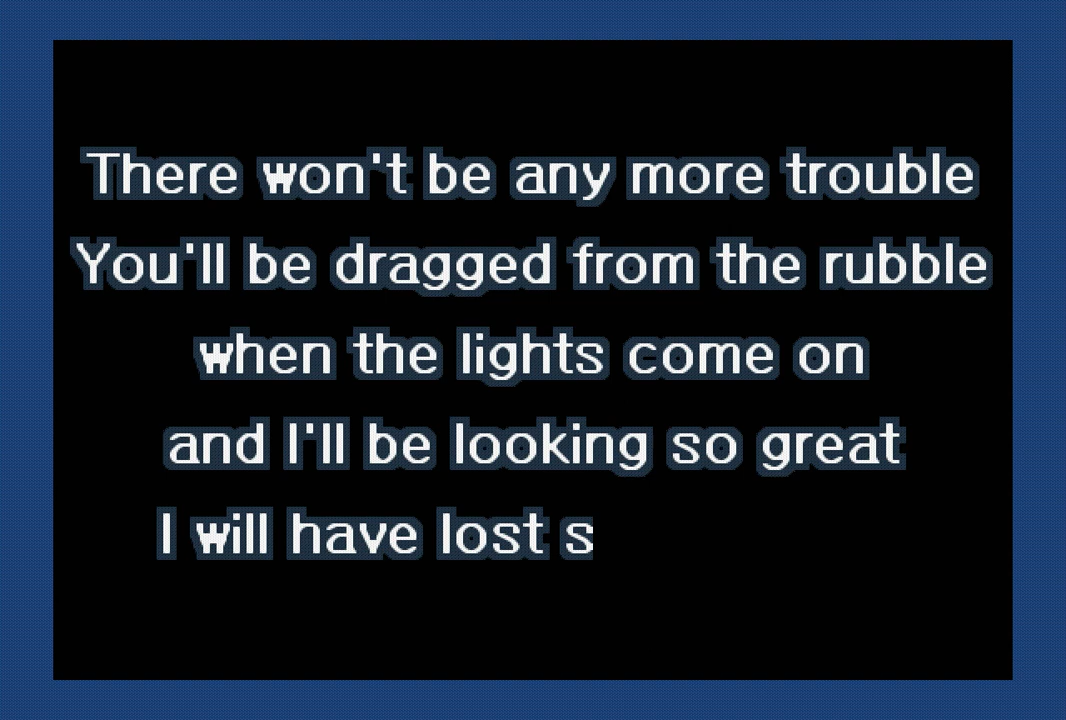 There won't be any more trouble
You'll be dragged from the rubble
when the lights come on
and I'll be looking so great
I will have lost s